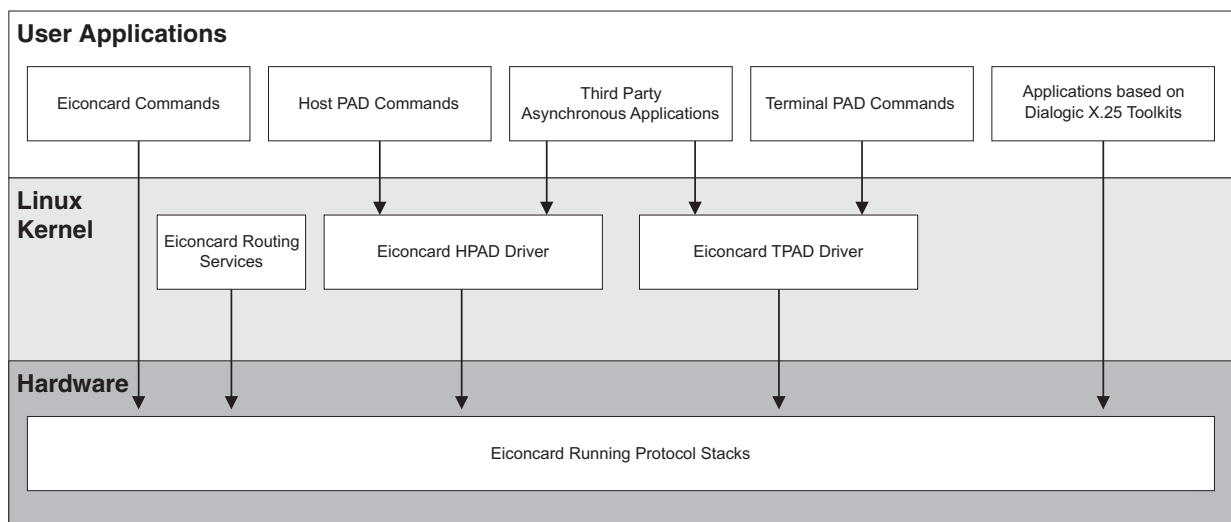 User Applications
Eiconcard Commands
Host PAD Commands
Third Party
Asynchronous Applications
Terminal PAD Commands
Applications based on
Dialogic X.25 Toolkits
Linux
Kernel
Eiconcard Routing
Services
Eiconcard HPAD Driver
Eiconcard TPAD Driver
Hardware
Eiconcard Running Protocol Stacks